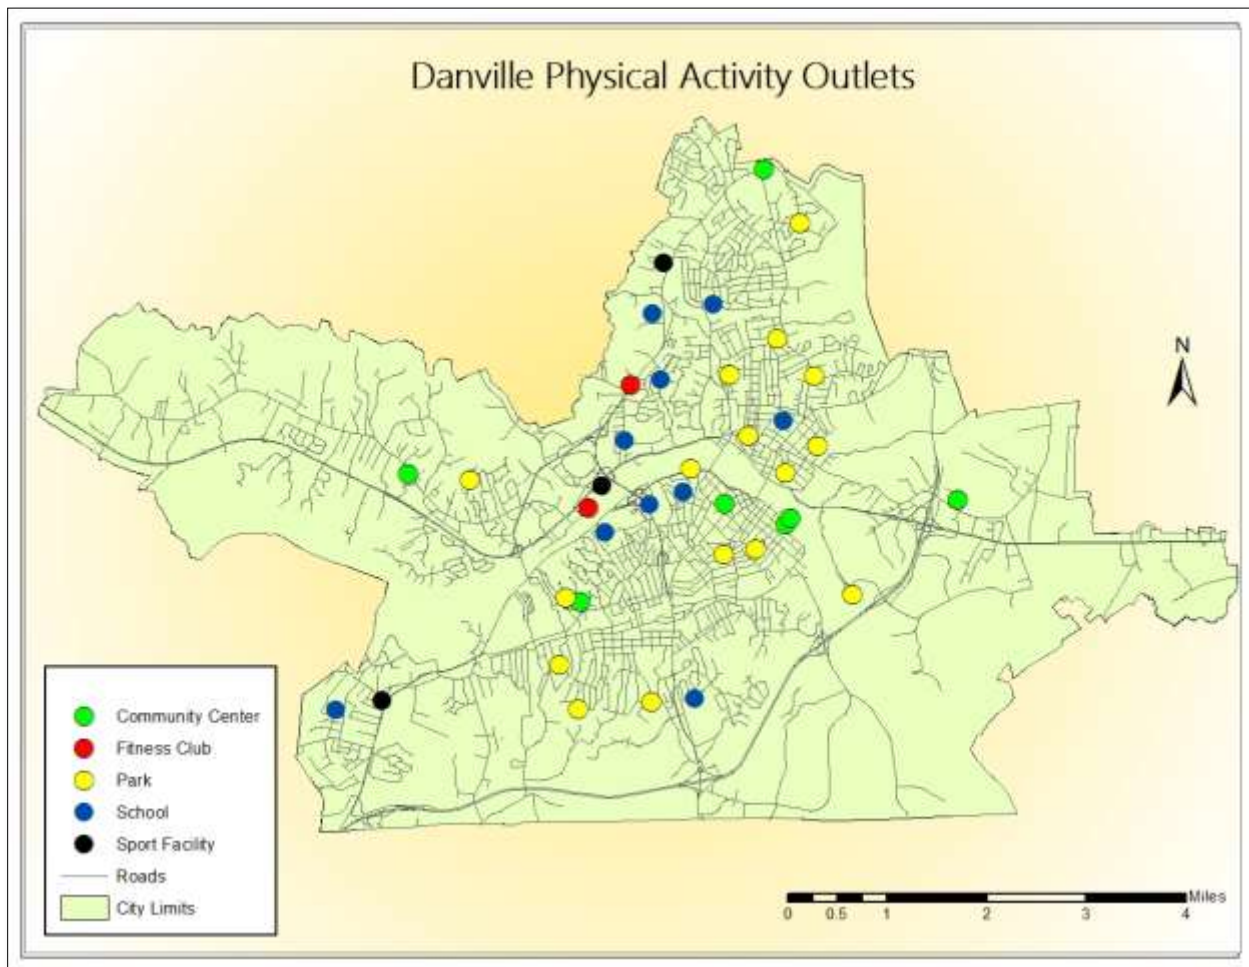 Danville Physical Activity Outlets
N
Community Center
Fitness Club
Park
School
Sport Facility
Roads
City Limits
Miles
0 0.5 1 2 3 4